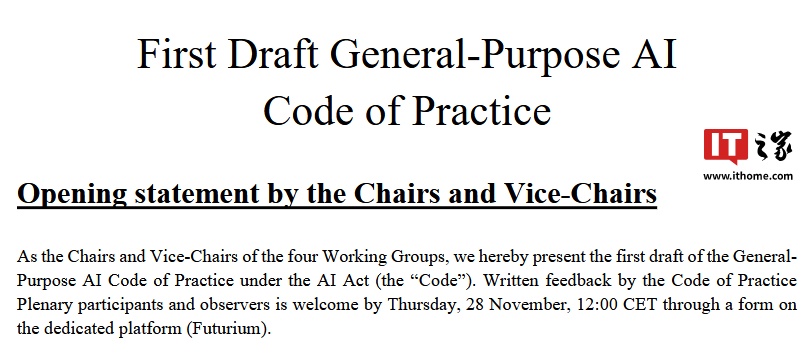 First Draft General-Purpose AI
Code of Practice
IT之家
www.ithome.com
Opening statement by the Chairs and Vice-Chairs
As the Chairs and Vice-Chairs of the four Working Groups, we hereby present the first draft of the General-
Purpose AI Code of Practice under the AI Act (the “Code”). Written feedback by the Code of Practice
Plenary participants and observers is welcome by Thursday, 28 November, 12:00 CET through a form on
the dedicated platform (Futurium).